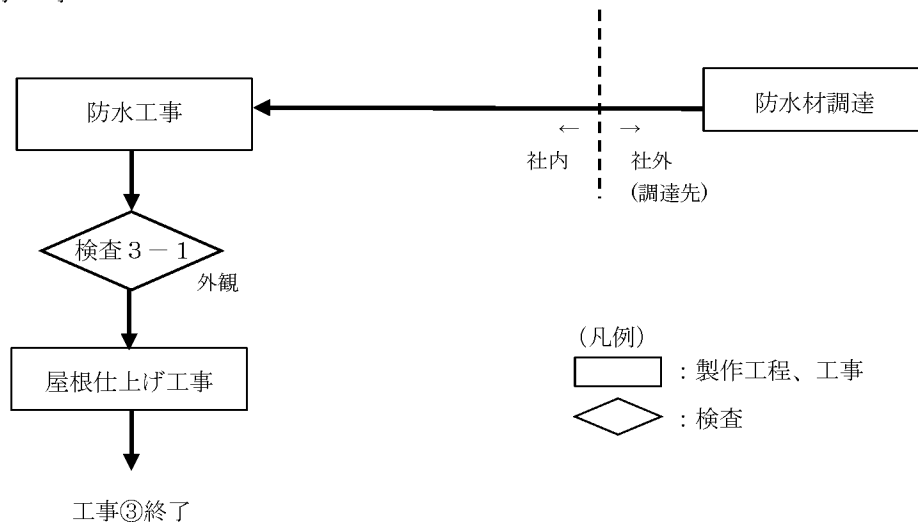 防水工事
防水材調達
← →
社内 社外
(調達先)
検査3-1
外観
屋根仕上げ工事
(凡例)
:製作工程、工事
:検査
工事③終了